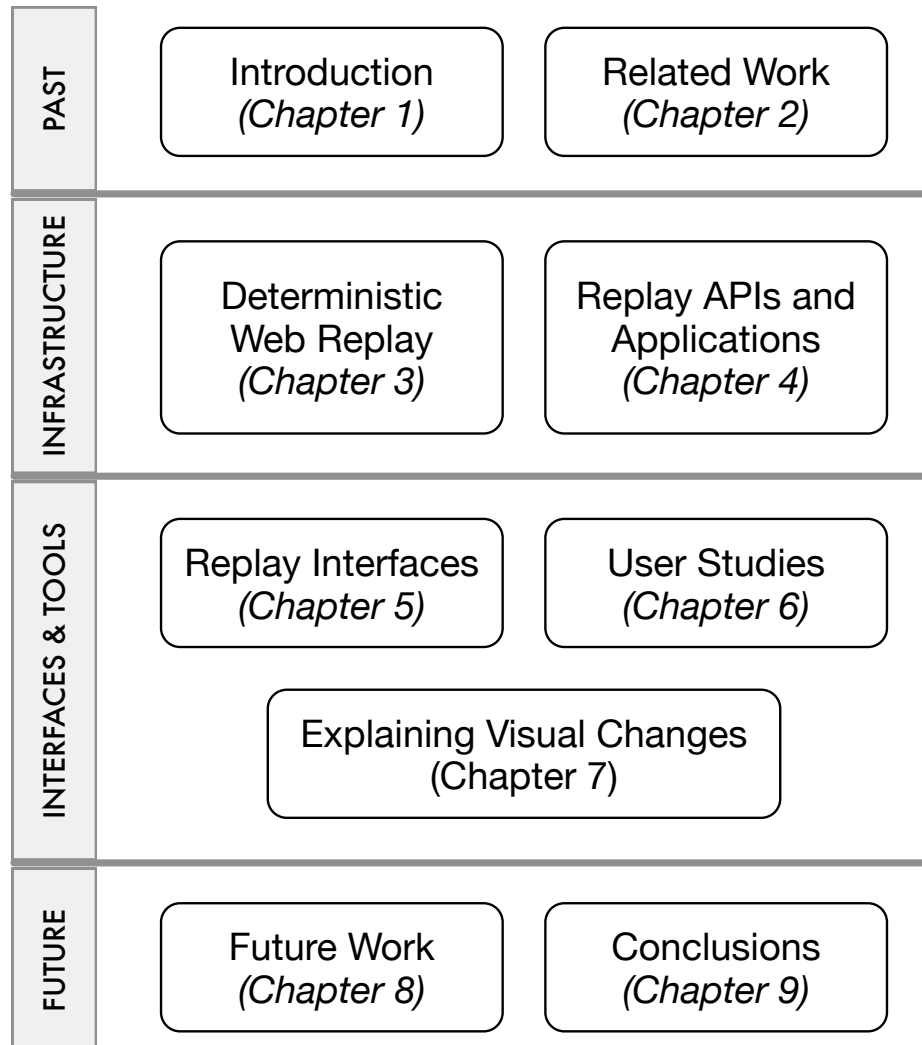 PAST
Introduction
(Chapter 1)
Related Work
(Chapter 2)
INFRASTRUCTURE
Deterministic
Web Replay
(Chapter 3)
Replay APIs and
Applications
(Chapter 4)
INTERFACES & TOOLS
Replay Interfaces
(Chapter 5)
User Studies
(Chapter 6)
Explaining Visual Changes
(Chapter 7)
FUTURE
Future Work
(Chapter 8)
Conclusions
(Chapter 9)